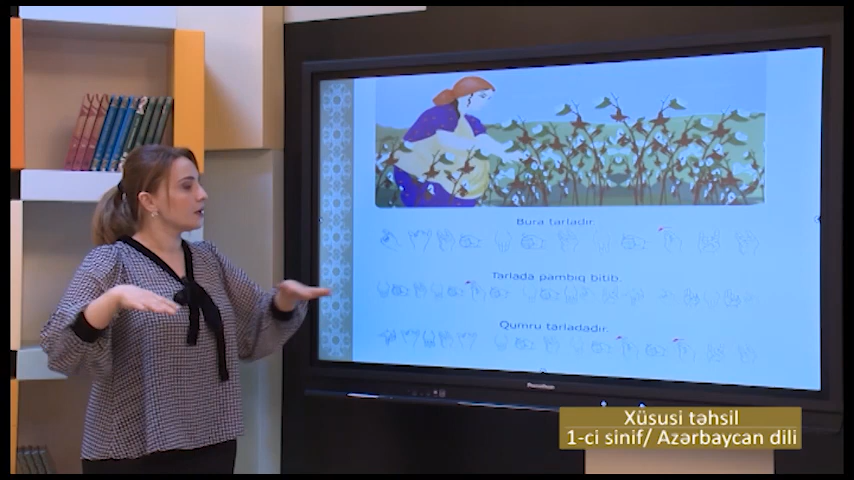 Bura tarladır.
Tarlada pambıq bitib.
Qumru tarladadır.
Xüsusi təhsil
1-ci sinif/ Azərbaycan dili